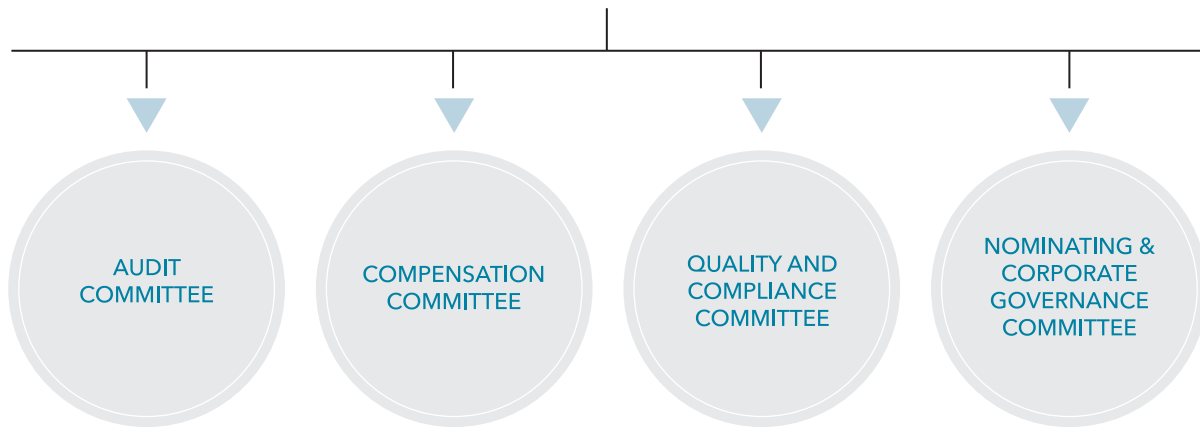 AUDIT
COMMITTEE
COMPENSATION
COMMITTEE
QUALITY AND
COMPLIANCE
COMMITTEE
NOMINATING &
CORPORATE
GOVERNANCE
COMMITTEE